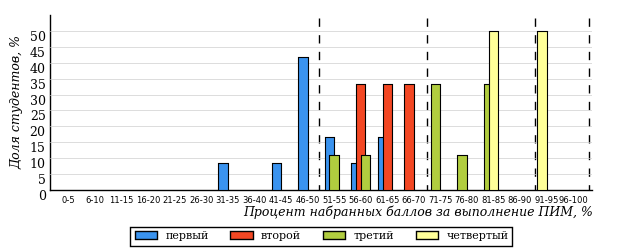 Доля студентов, %
50
45
40
35
30
25
20
15
10
5
0
0-5 6-10 11-15 16-20 21-25 26-30 31-35 36-40 41-45 46-50 51-55 56-60 61-65 66-70 71-75 76-80 81-85 86-90 91-95 96-100
Процент набранных баллов за выполнение ПИМ, %
первый второй третий четвертый